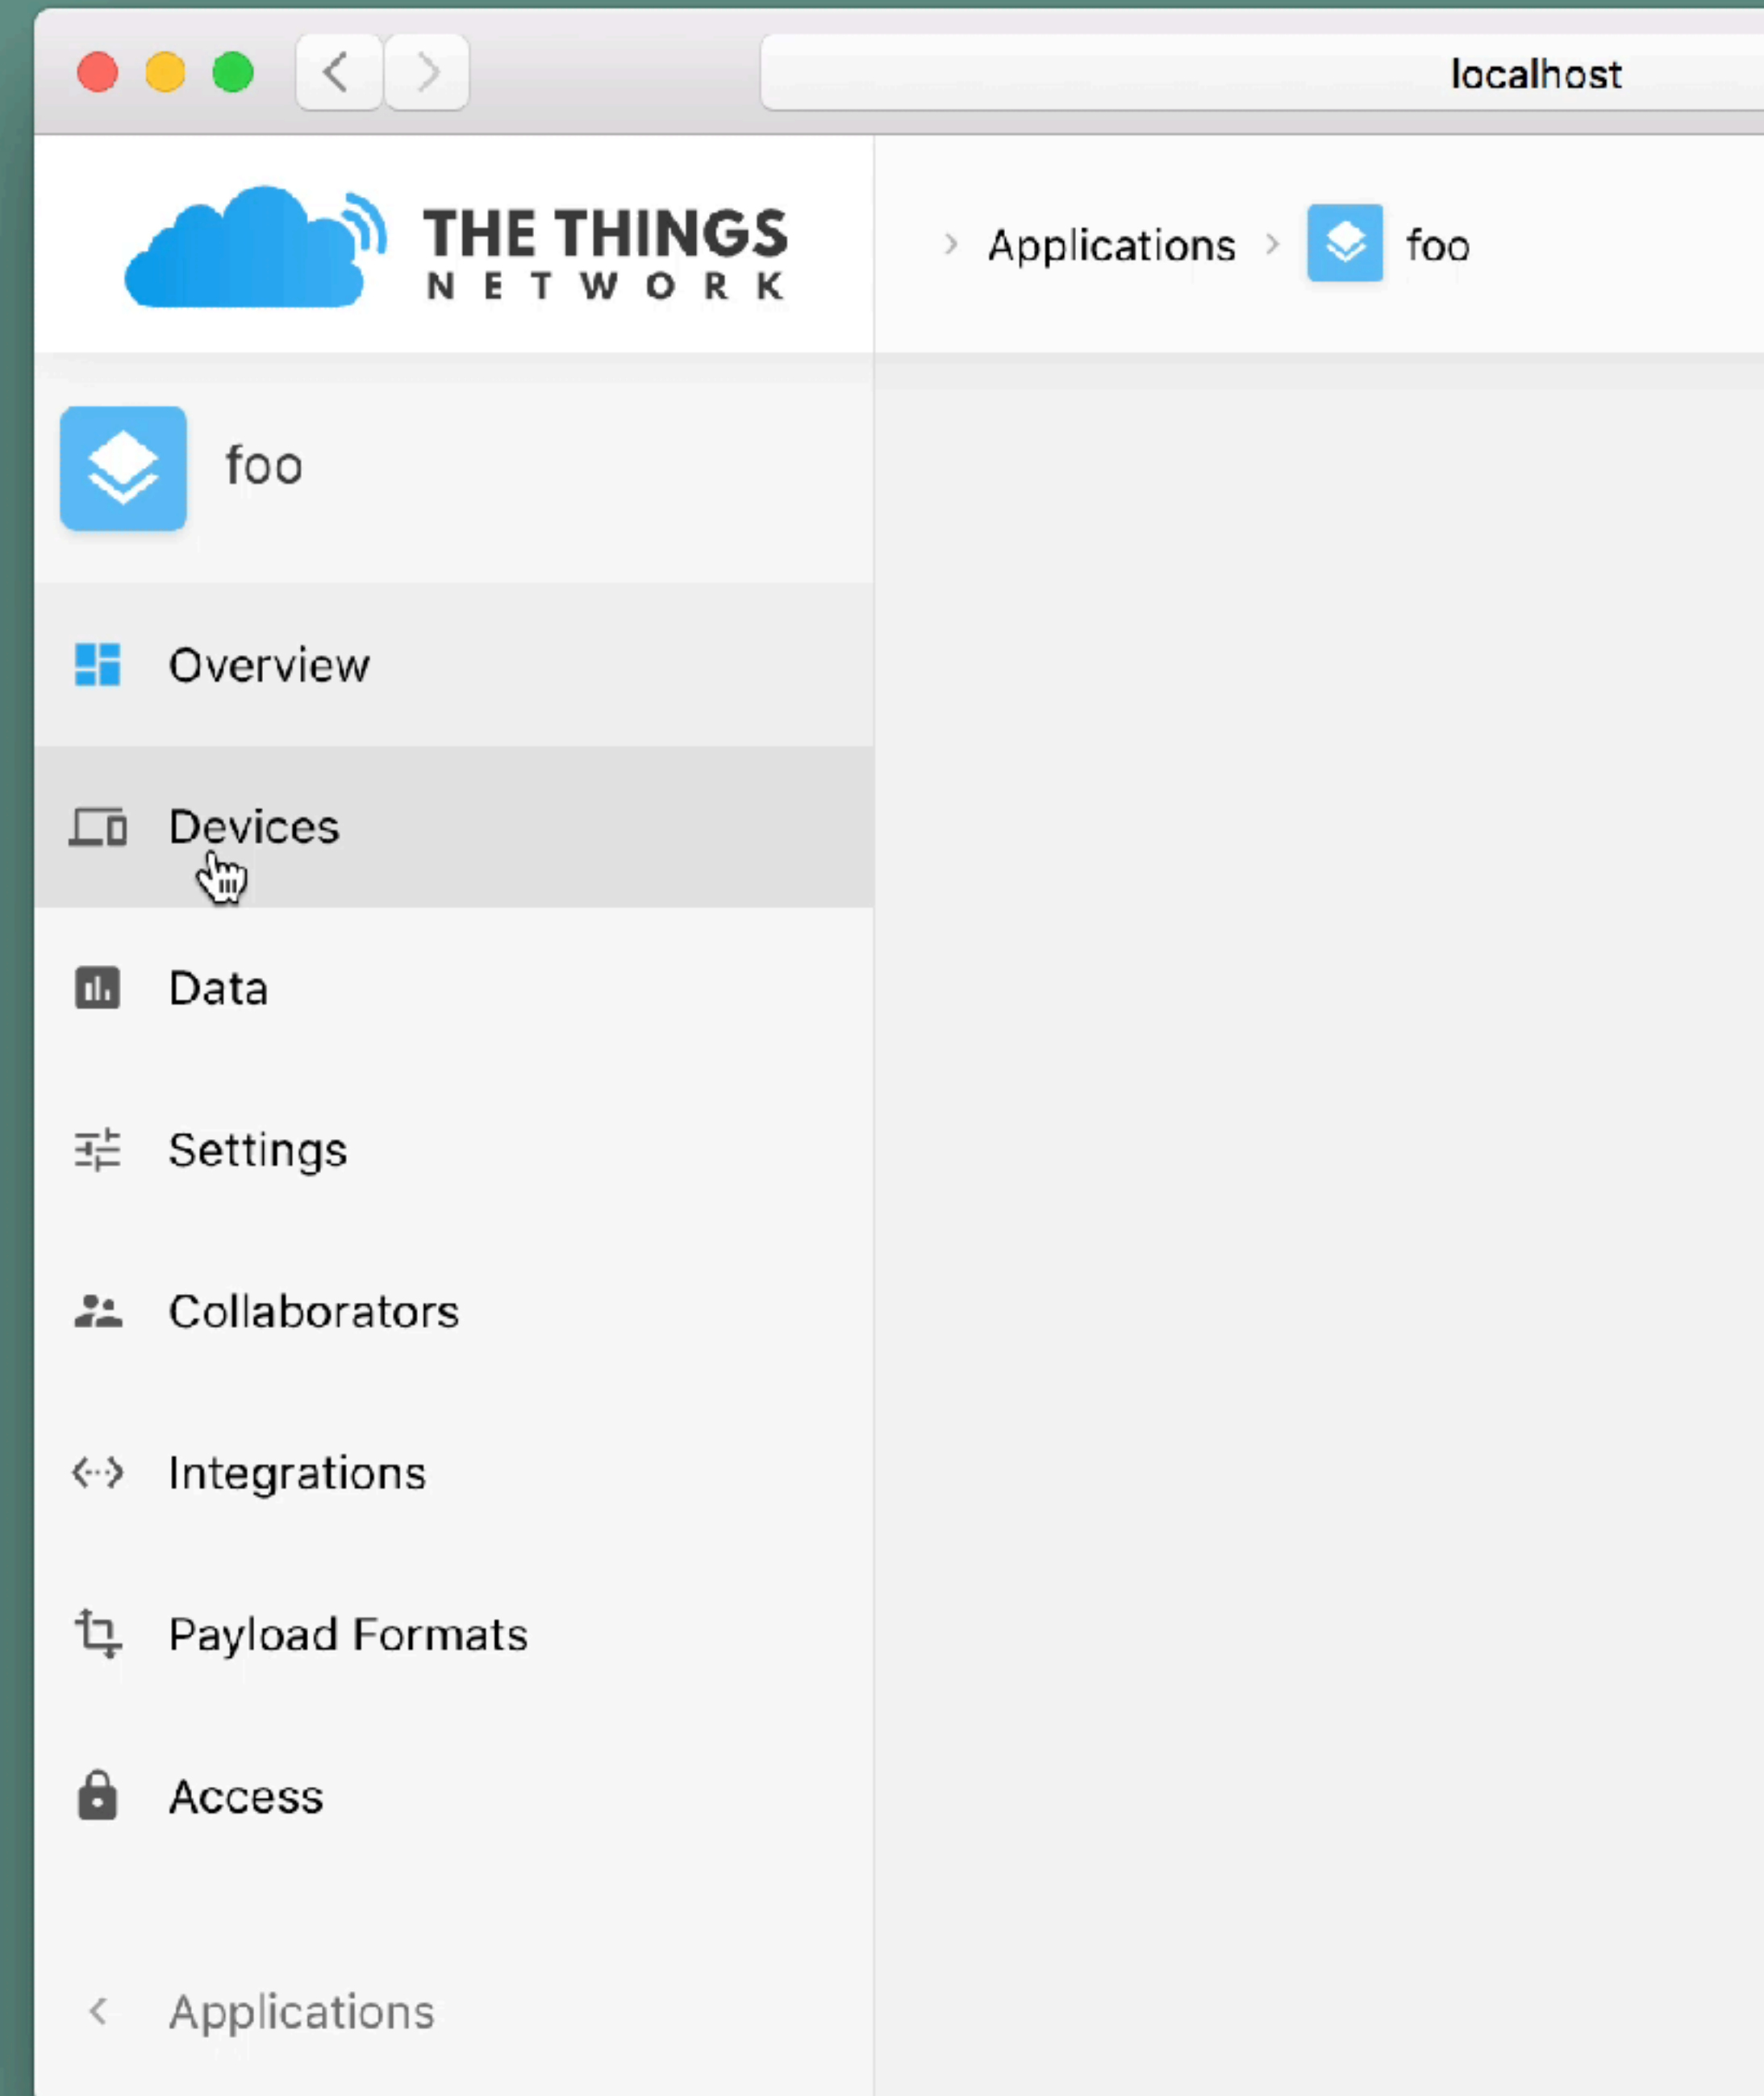 localhost
THE THINGS
NETWORK
Applications
foo
foo
Overview
Devices
Data
Settings
Collaborators
Integrations
Payload Formats
Access
Applications